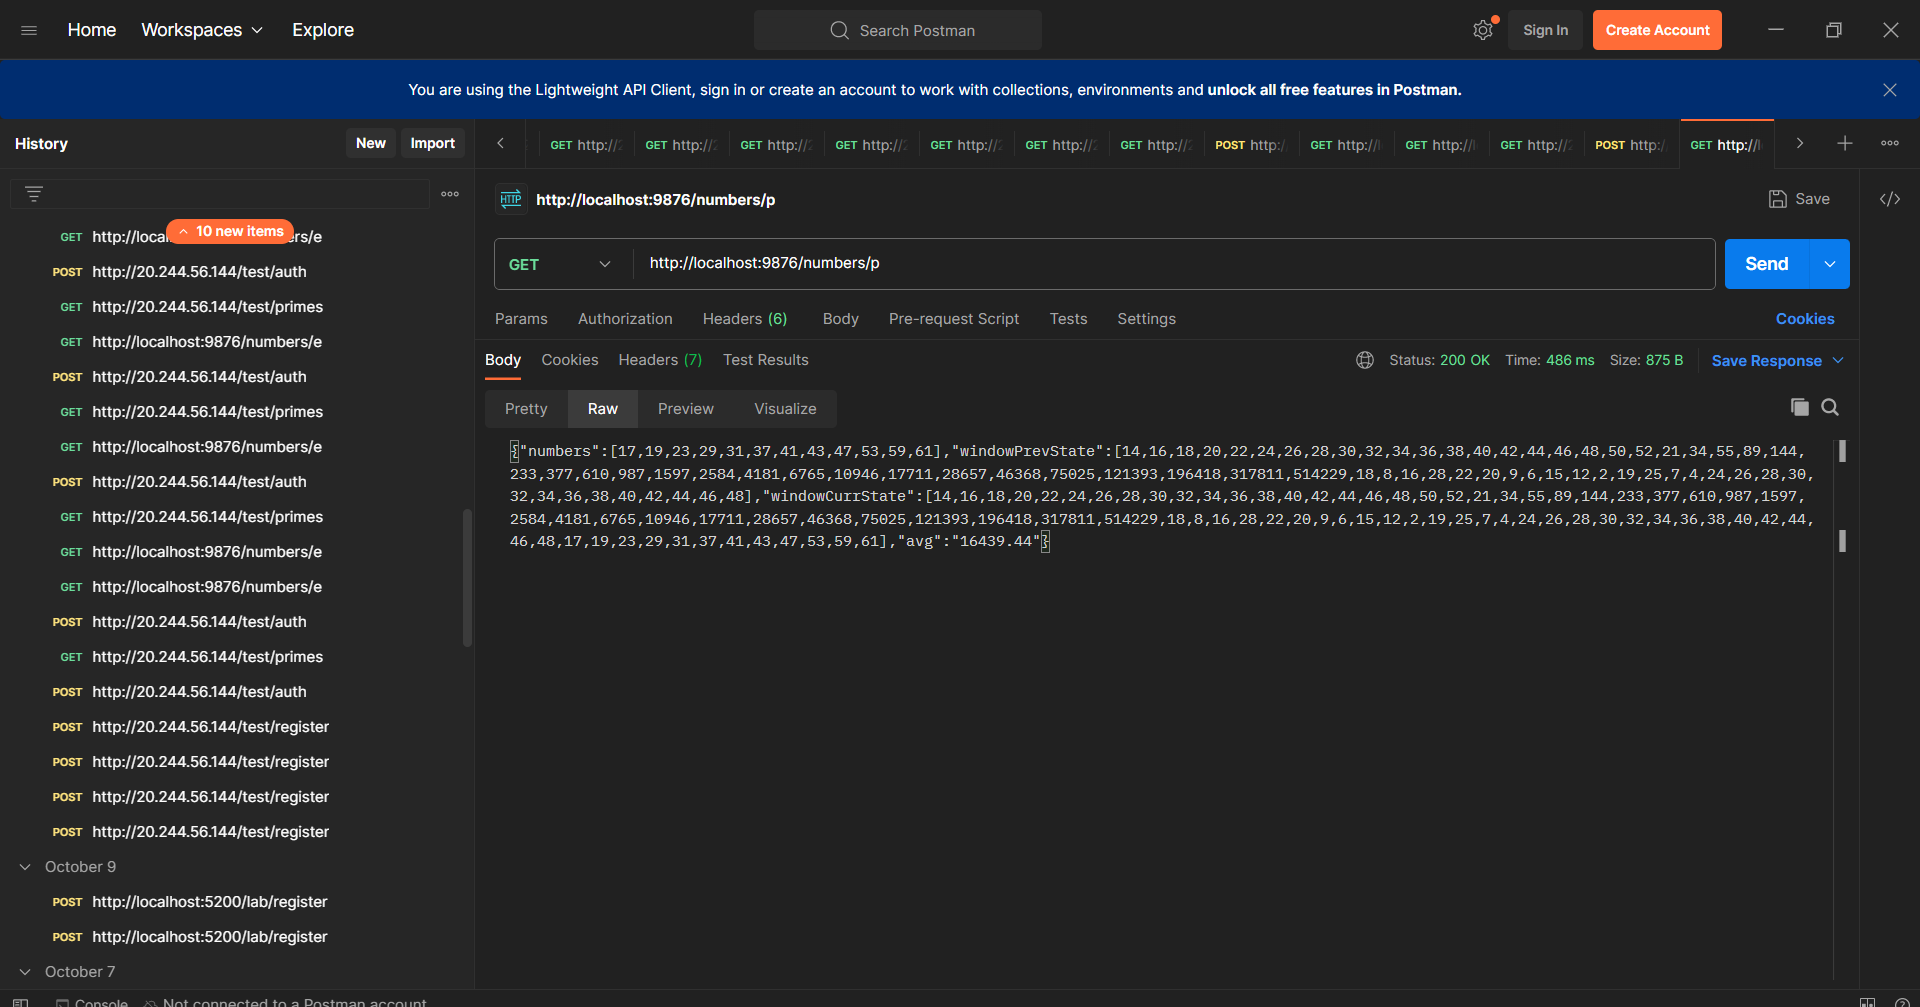 Home Workspaces Explore Search Postman Sign In Create Account
You are using the Lightweight API Client, sign in or create an account to work with collections, environments and unlock all free features in Postman.
History New Import
GET http:// GET http:// GET http:// GET http:// GET http:// GET http:// GET http:// POST http: GET http:// GET http:// GET http:// POST http: GET http://
HTTP http://localhost:9876/numbers/p Save </>
10 new items
GET http://loca rs/e
POST http://20.244.56.144/test/auth
GET http://20.244.56.144/test/primes
GET http://localhost:9876/numbers/e
POST http://20.244.56.144/test/auth
GET http://20.244.56.144/test/primes
GET http://localhost:9876/numbers/e
POST http://20.244.56.144/test/auth
GET http://20.244.56.144/test/primes
GET http://localhost:9876/numbers/e
GET http://localhost:9876/numbers/e
POST http://20.244.56.144/test/auth
GET http://20.244.56.144/test/primes
POST http://20.244.56.144/test/auth
POST http://20.244.56.144/test/register
POST http://20.244.56.144/test/register
POST http://20.244.56.144/test/register
POST http://20.244.56.144/test/register
October 9
POST http://localhost:5200/lab/register
POST http://localhost:5200/lab/register
October 7
GET http://localhost:9876/numbers/p Send
Params Authorization Headers (6) Body Pre-request Script Tests Settings Cookies
Body Cookies Headers (7) Test Results Status: 200 OK Time: 486 ms Size: 875 B Save Response
Pretty Raw Preview Visualize
{"numbers":[17,19,23,29,31,37,41,43,47,53,59,61],"windowPrevState":[14,16,18,20,22,24,26,28,30,32,34,36,38,40,42,44,46,48,50,52,21,34,55,89,144,
233,377,610,987,1597,2584,4181,6765,10946,17711,28657,46368,75025,121393,196418,317811,514229,18,8,16,28,22,20,9,6,15,12,2,19,25,7,4,24,26,28,30,
32,34,36,38,40,42,44,46,48],"windowCurrState":[14,16,18,20,22,24,26,28,30,32,34,36,38,40,42,44,46,48,50,52,21,34,55,89,144,233,377,610,987,1597,
2584,4181,6765,10946,17711,28657,46368,75025,121393,196418,317811,514229,18,8,16,28,22,20,9,6,15,12,2,19,25,7,4,24,26,28,30,32,34,36,38,40,42,44,
46,48,17,19,23,29,31,37,41,43,47,53,59,61],"avg":"16439.44"}
Console Not connected to a Postman account